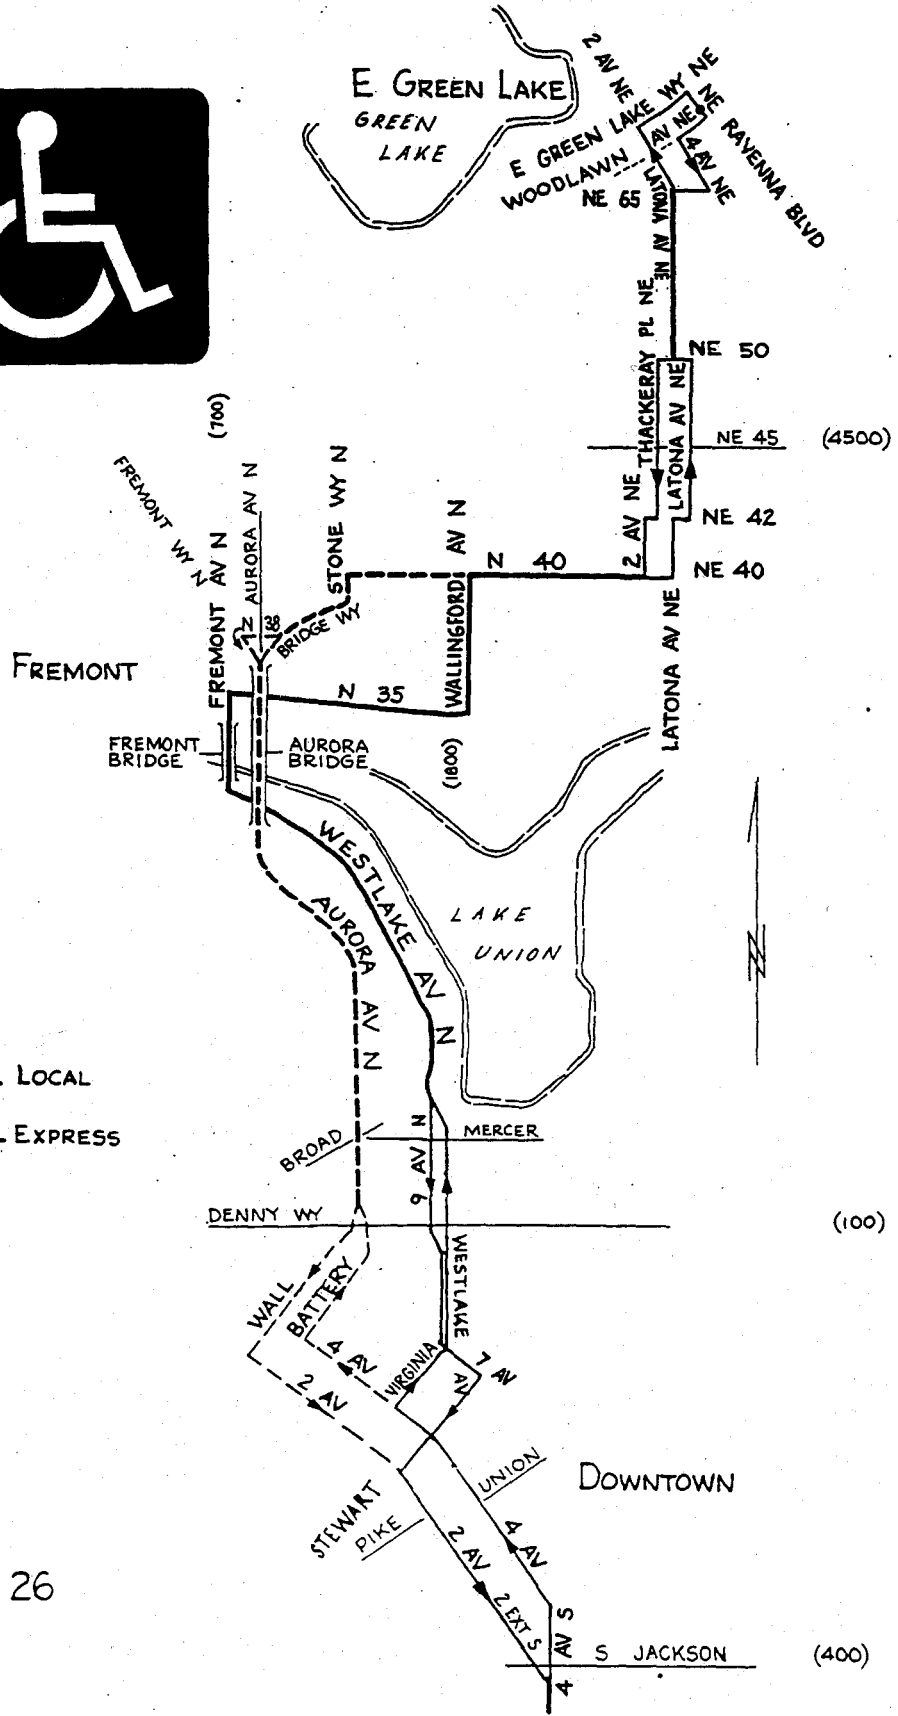 E GREEN LAKE
GREEN
LAKE
2 AV NE
E GREEN LAKE WY NE
WOODLAWN AV NE
NE RAVENNA BLVD
4 AV NE
NE 65
LATONA AV NE
THACKERAY PL NE
NE 50
LATONA AV NE
NE 45
(4500)
2 AV NE
NE 42
NE 40
LATONA AV NE
(700)
FREMONT WY N
FREMONT AV N
AURORA AV N
STONE WY N
WALLINGFORD AV N
N 40
N 38
BRIDGE WY
FREMONT
N 35
FREMONT
BRIDGE
AURORA
BRIDGE
(1800)
WESTLAKE AV N
AURORA AV N
LAKE
UNION
N
LOCAL
EXPRESS
BROAD
MERCER
9 AV N
DENNY WY
(100)
WESTLAKE
WALL
BATTERY
4 AV
2 AV
VIRGINIA
7 AV
AV
UNION
DOWNTOWN
STEWART
PIKE
2 AV
4 AV
2 EXT S
26
4 AV S
S JACKSON
(400)